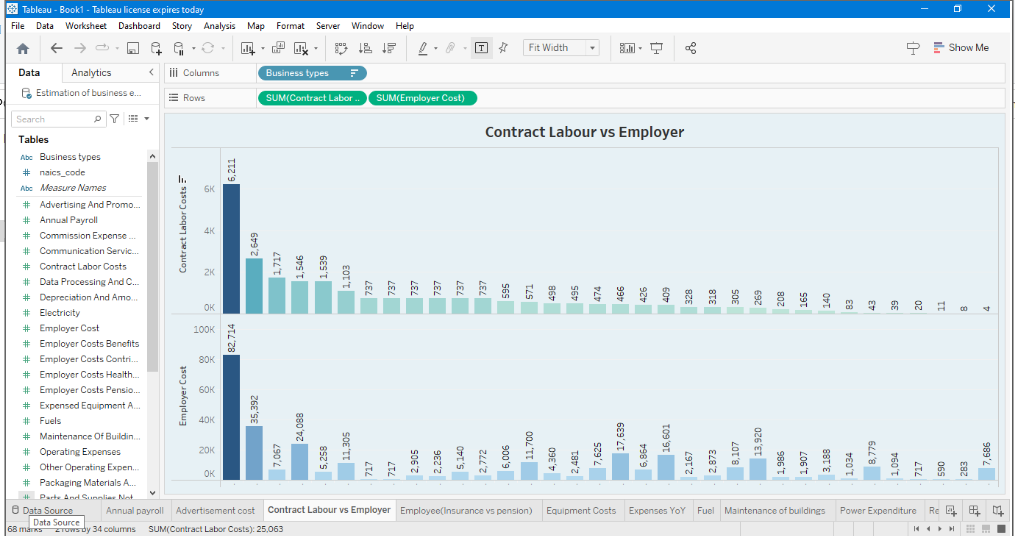 Tableau - Book1 - Tableau license expires today
File Data Worksheet Dashboard Story Analysis Map Format Server Window Help
Fit Width
Show Me
Data Analytics
Columns Business types
Estimation of business e...
Rows SUM(Contract Labor .. SUM(Employer Cost)
Search
Tables
Abc Business types
# naics_code
Abc Measure Names
# Advertising And Promo...
# Annual Payroll
# Commission Expense ...
# Communication Servic...
# Contract Labor Costs
# Data Processing And C...
# Depreciation And Amo...
# Electricity
# Employer Cost
# Employer Costs Benefits
# Employer Costs Contri...
# Employer Costs Health...
# Employer Costs Pensio...
# Expensed Equipment A...
# Fuels
# Maintenance Of Buildin...
# Operating Expenses
# Other Operating Expen...
# Packaging Materials A...
# Parts And Supplies Not
Contract Labour vs Employer
Contract Labor Costs
6K
4K
2K
0K
6,211 2,649 1,717 1,546 1,539 1,103 737 737 737 737 737 737 595 571 498 495 474 466 426 409 328 318 305 269 208 165 140 83 43 39 20 11 8 4
Employer Cost
100K
80K
60K
40K
20K
0K
82,714 35,392 7,067 24,088 5,258 11,305 717 717 2,905 2,236 5,140 2,772 6,006 11,700 4,360 2,481 7,625 17,639 6,864 16,601 2,167 2,873 8,107 13,920 1,986 1,907 3,188 1,034 8,779 1,094 717 590 283 7,686
Data Source Annual payroll Advertisement cost Contract Labour vs Employer Employee(Insurance vs pension) Equipment Costs Expenses YoY Fuel Maintenance of buildings Power Expenditure Re
Data Source
68 marks 2 rows by 34 columns SUM(Contract Labor Costs): 25,063